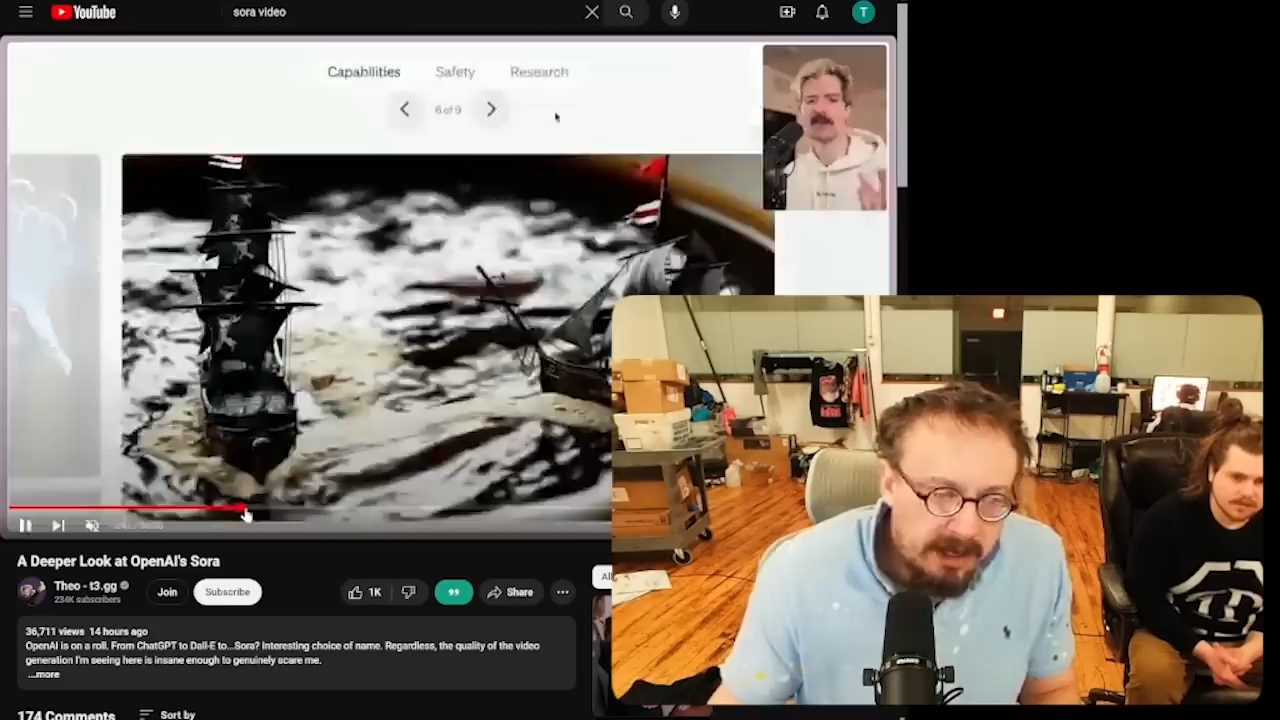 YouTube
sora video
T
Capabilities Safety Research
6 of 9
A Deeper Look at OpenAI's Sora
Theo - t3.gg
234K subscribers
Join
Subscribe
1K
Share
36,711 views 14 hours ago
OpenAI is on a roll. From ChatGPT to Dall-E to...Sora? Interesting choice of name. Regardless, the quality of the video
generation I'm seeing here is insane enough to genuinely scare me.
...more
174 Comments
Sort by